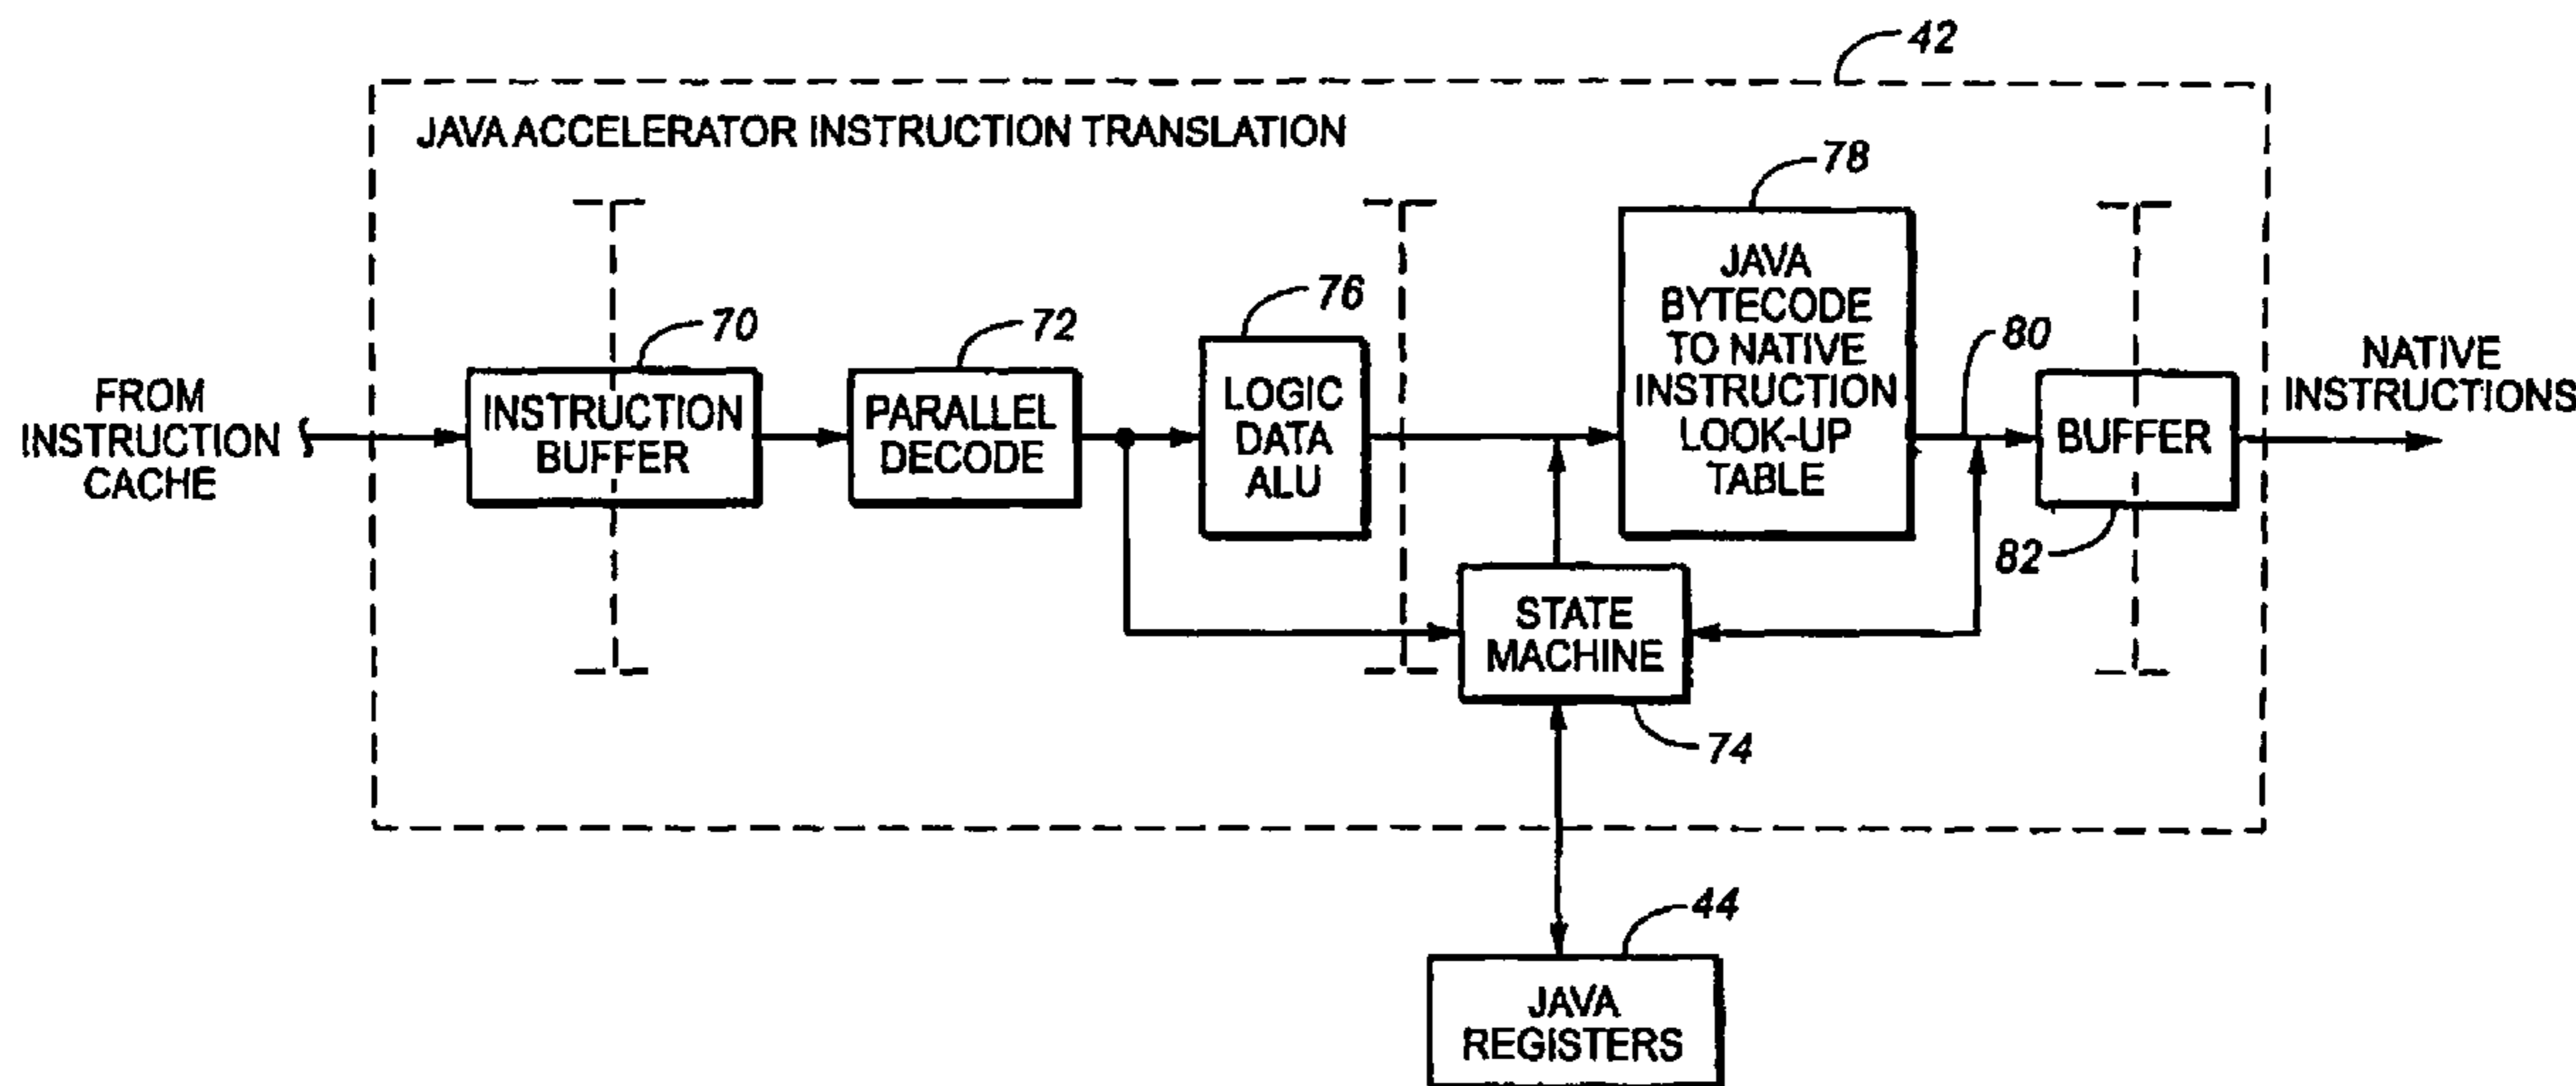 42
JAVA ACCELERATOR INSTRUCTION TRANSLATION
78
JAVA
BYTECODE
TO NATIVE
INSTRUCTION
LOOK-UP
TABLE
70
72
76
80
FROM
INSTRUCTION
CACHE
INSTRUCTION
BUFFER
PARALLEL
DECODE
LOGIC
DATA
ALU
BUFFER
NATIVE
INSTRUCTIONS
82
STATE
MACHINE
74
44
JAVA
REGISTERS